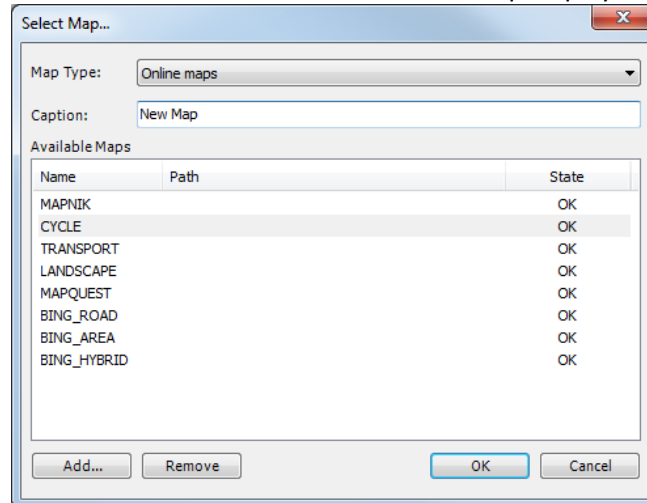 Select Map...
Map Type: Online maps
Caption: New Map
Available Maps
Name Path State
MAPNIK OK
CYCLE OK
TRANSPORT OK
LANDSCAPE OK
MAPQUEST OK
BING_ROAD OK
BING_AREA OK
BING_HYBRID OK
Add... Remove OK Cancel